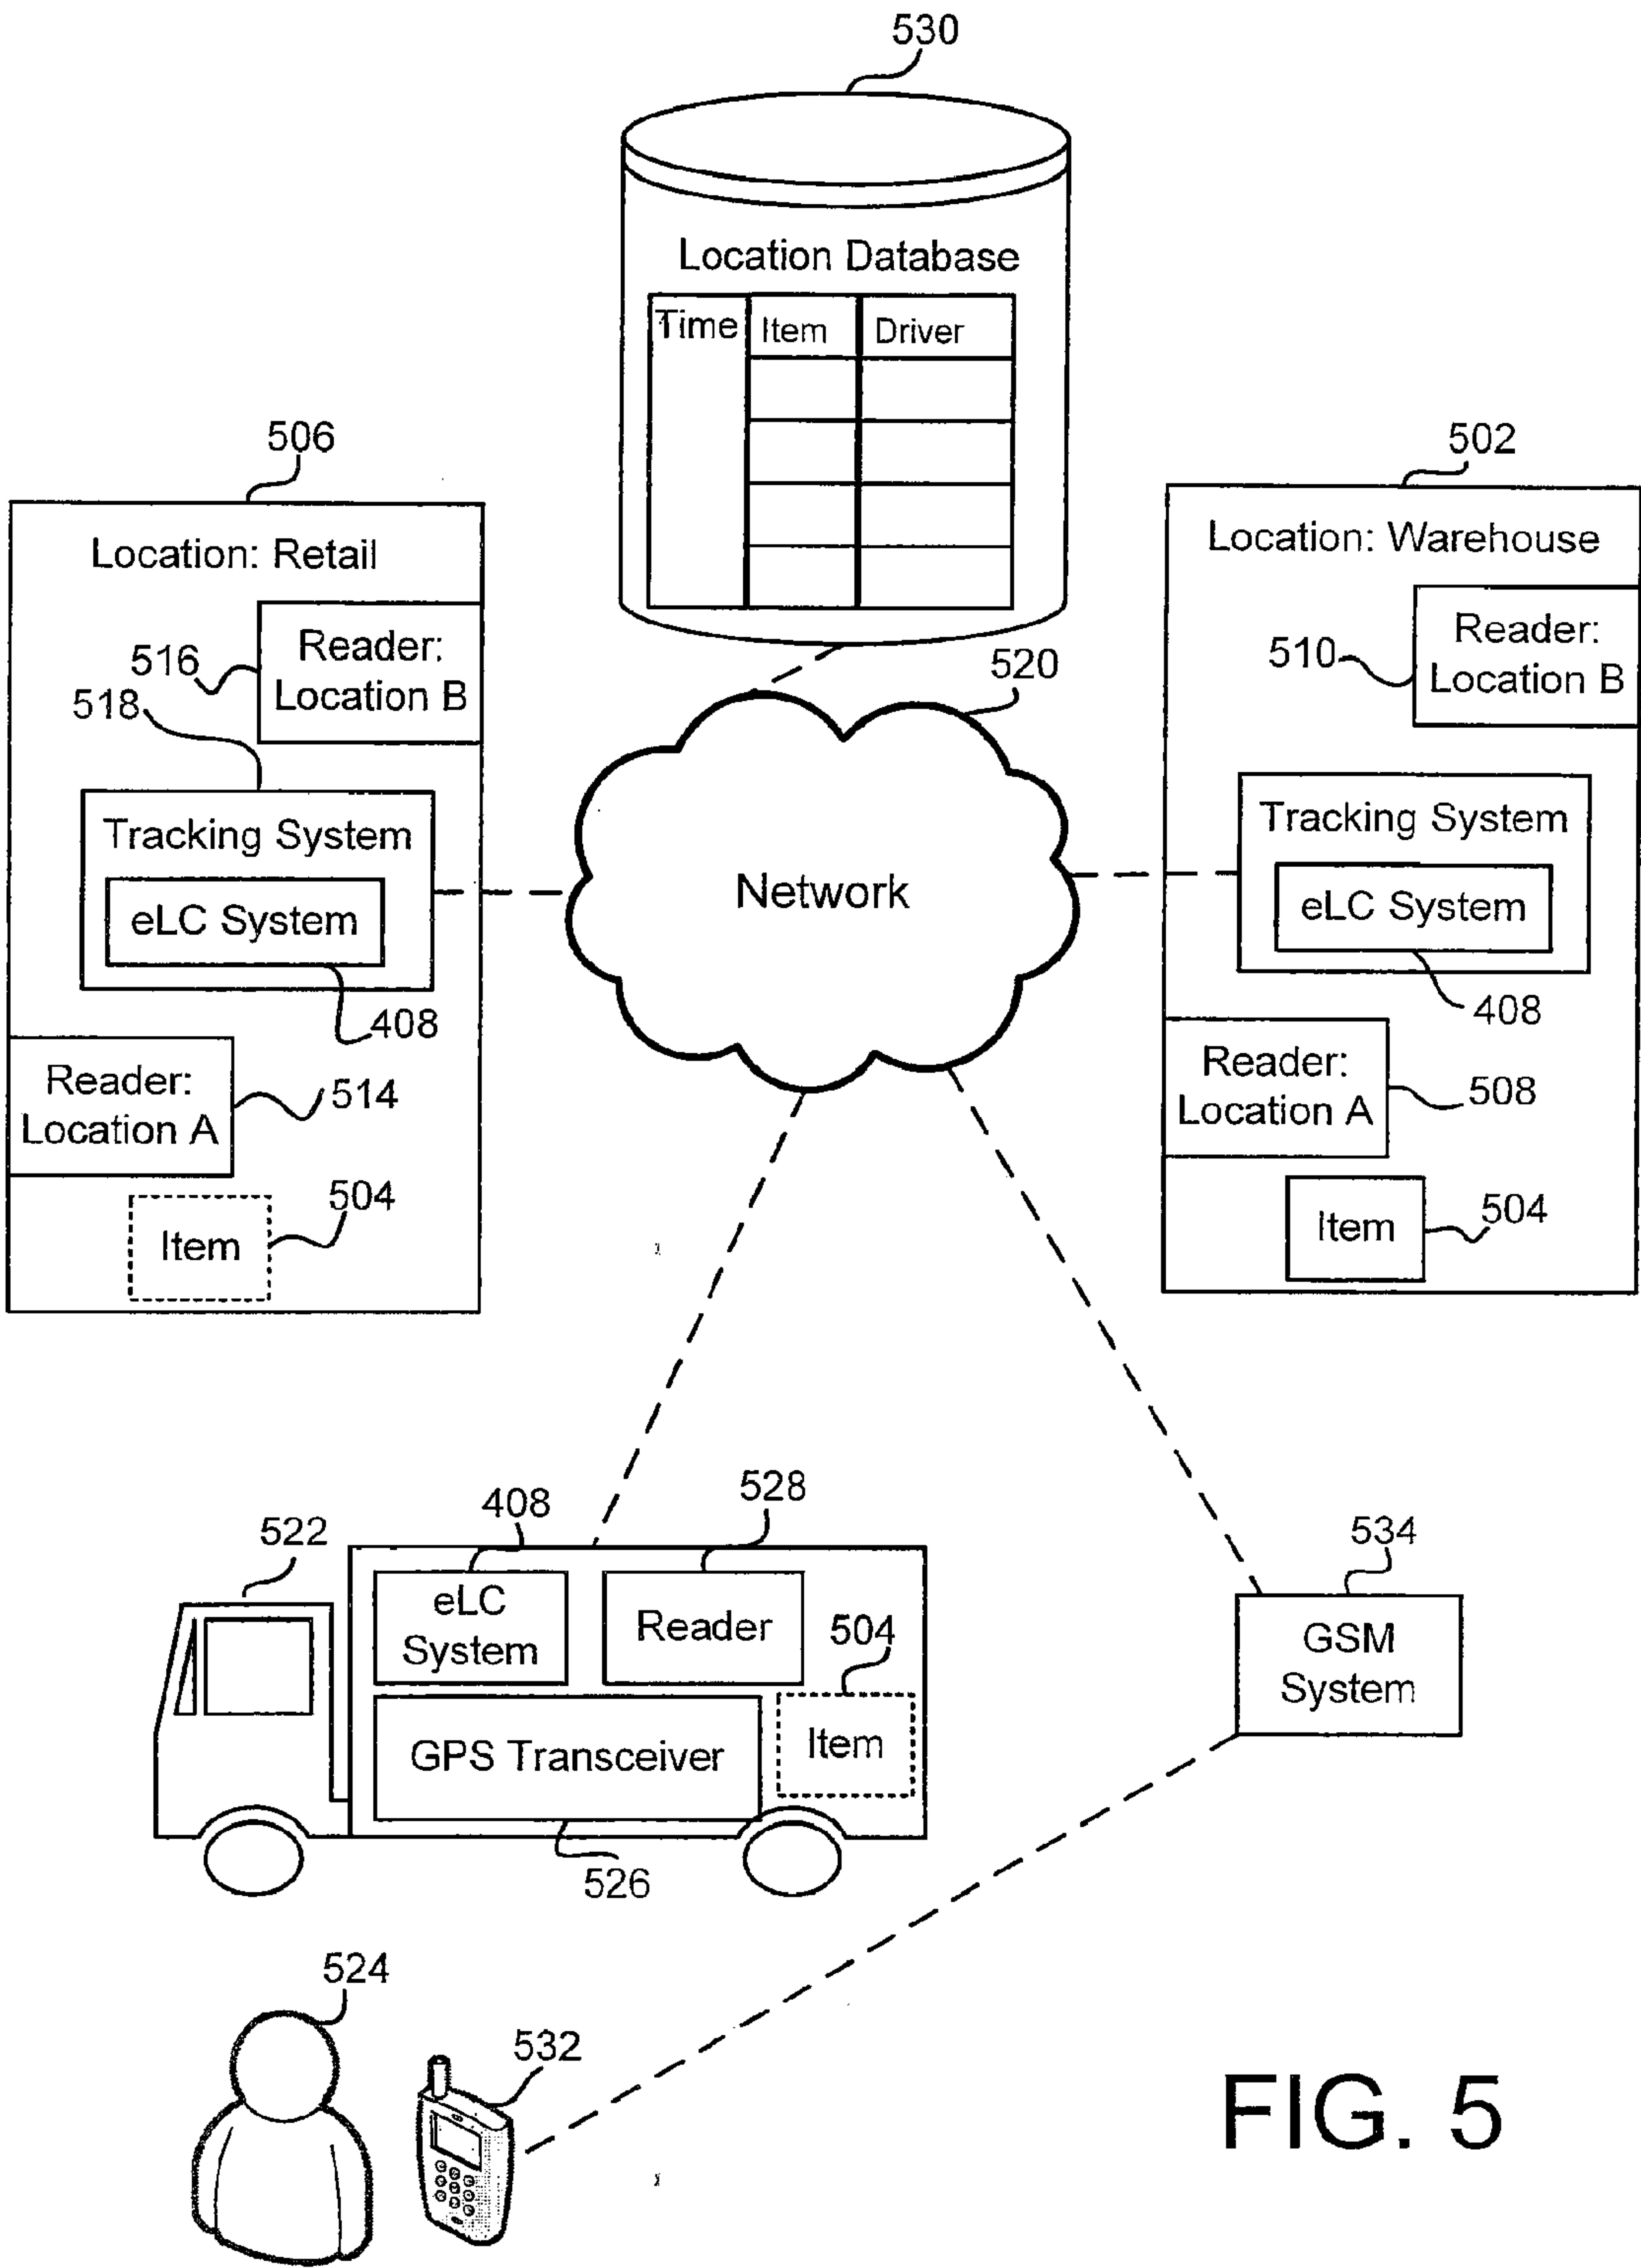 530
Location Database
Time Item Driver
506
Location: Retail
516
Reader:
Location B
518
Tracking System
eLC System
408
Reader:
Location A
514
504
Item
520
Network
502
Location: Warehouse
510
Reader:
Location B
Tracking System
eLC System
408
Reader:
Location A
508
Item
504
522
408
528
eLC
System
Reader
504
Item
GPS Transceiver
526
534
GSM
System
524
532
FIG. 5